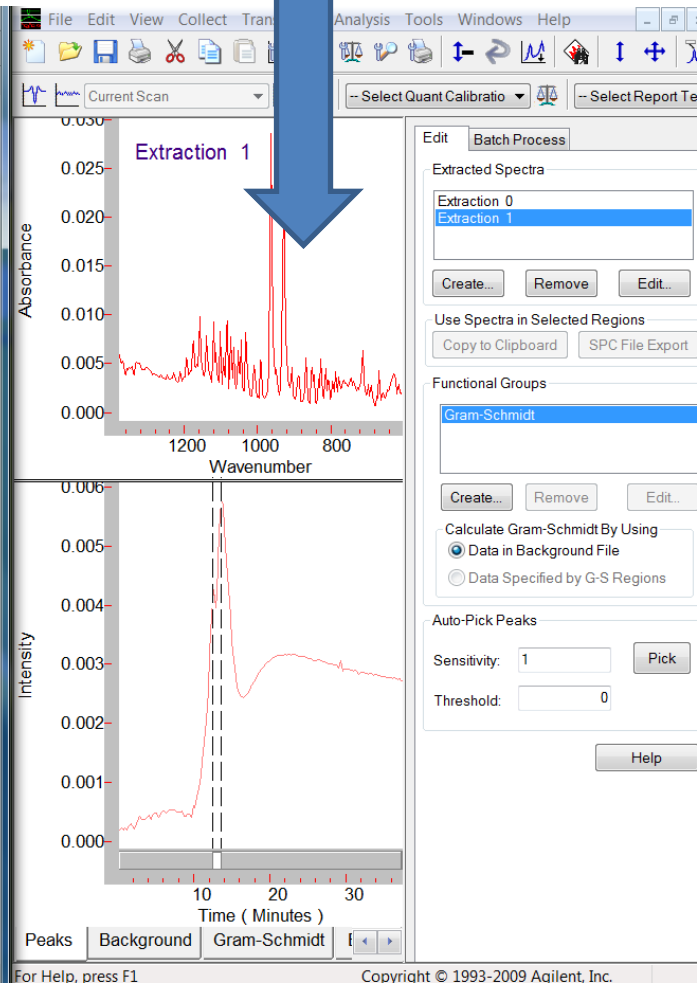 File Edit View Collect Analysis Tools Windows Help
Current Scan
-- Select Quant Calibratio
-- Select Report Te
Extraction 1
0.030
0.025
0.020
0.015
0.010
0.005
0.000
Absorbance
1200 1000 800
Wavenumber
0.006
0.005
0.004
0.003
0.002
0.001
0.000
Intensity
10 20 30
Time ( Minutes )
Peaks Background Gram-Schmidt
Edit Batch Process
Extracted Spectra
Extraction 0
Extraction 1
Create... Remove Edit...
Use Spectra in Selected Regions
Copy to Clipboard SPC File Export
Functional Groups
Gram-Schmidt
Create... Remove Edit...
Calculate Gram-Schmidt By Using
Data in Background File
Data Specified by G-S Regions
Auto-Pick Peaks
Sensitivity: 1 Pick
Threshold: 0
Help
For Help, press F1
Copyright © 1993-2009 Agilent, Inc.